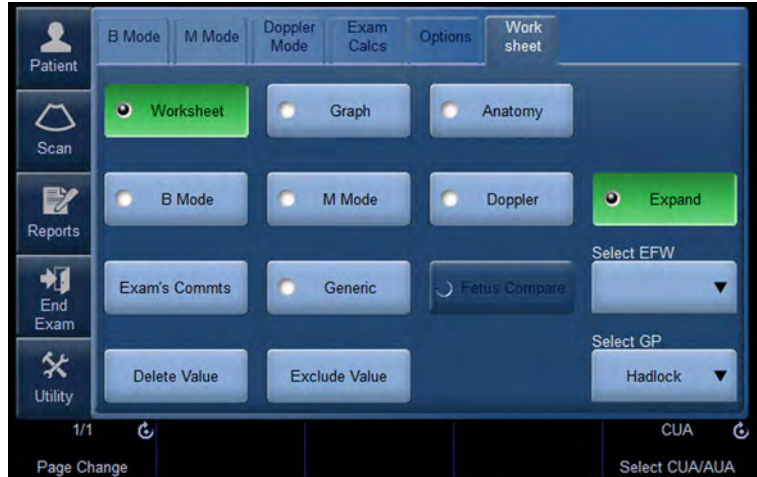 Patient
Scan
Reports
End
Exam
Utility
B Mode
M Mode
Doppler
Mode
Exam
Calcs
Options
Work
sheet
Worksheet
Graph
Anatomy
B Mode
M Mode
Doppler
Expand
Exam's Commts
Generic
Fetus Compare
Select EFW
Delete Value
Exclude Value
Select GP
Hadlock
1/1
CUA
Page Change
Select CUA/AUA